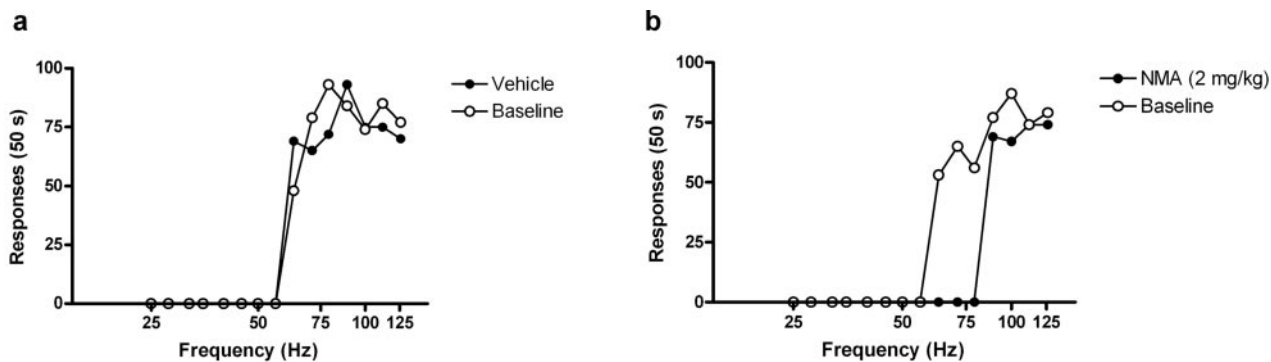 a
100
75
50
25
0
Responses (50 s)
25 50 75 100 125
Frequency (Hz)
Vehicle
Baseline
b
100
75
50
25
0
Responses (50 s)
25 50 75 100 125
Frequency (Hz)
NMA (2 mg/kg)
Baseline